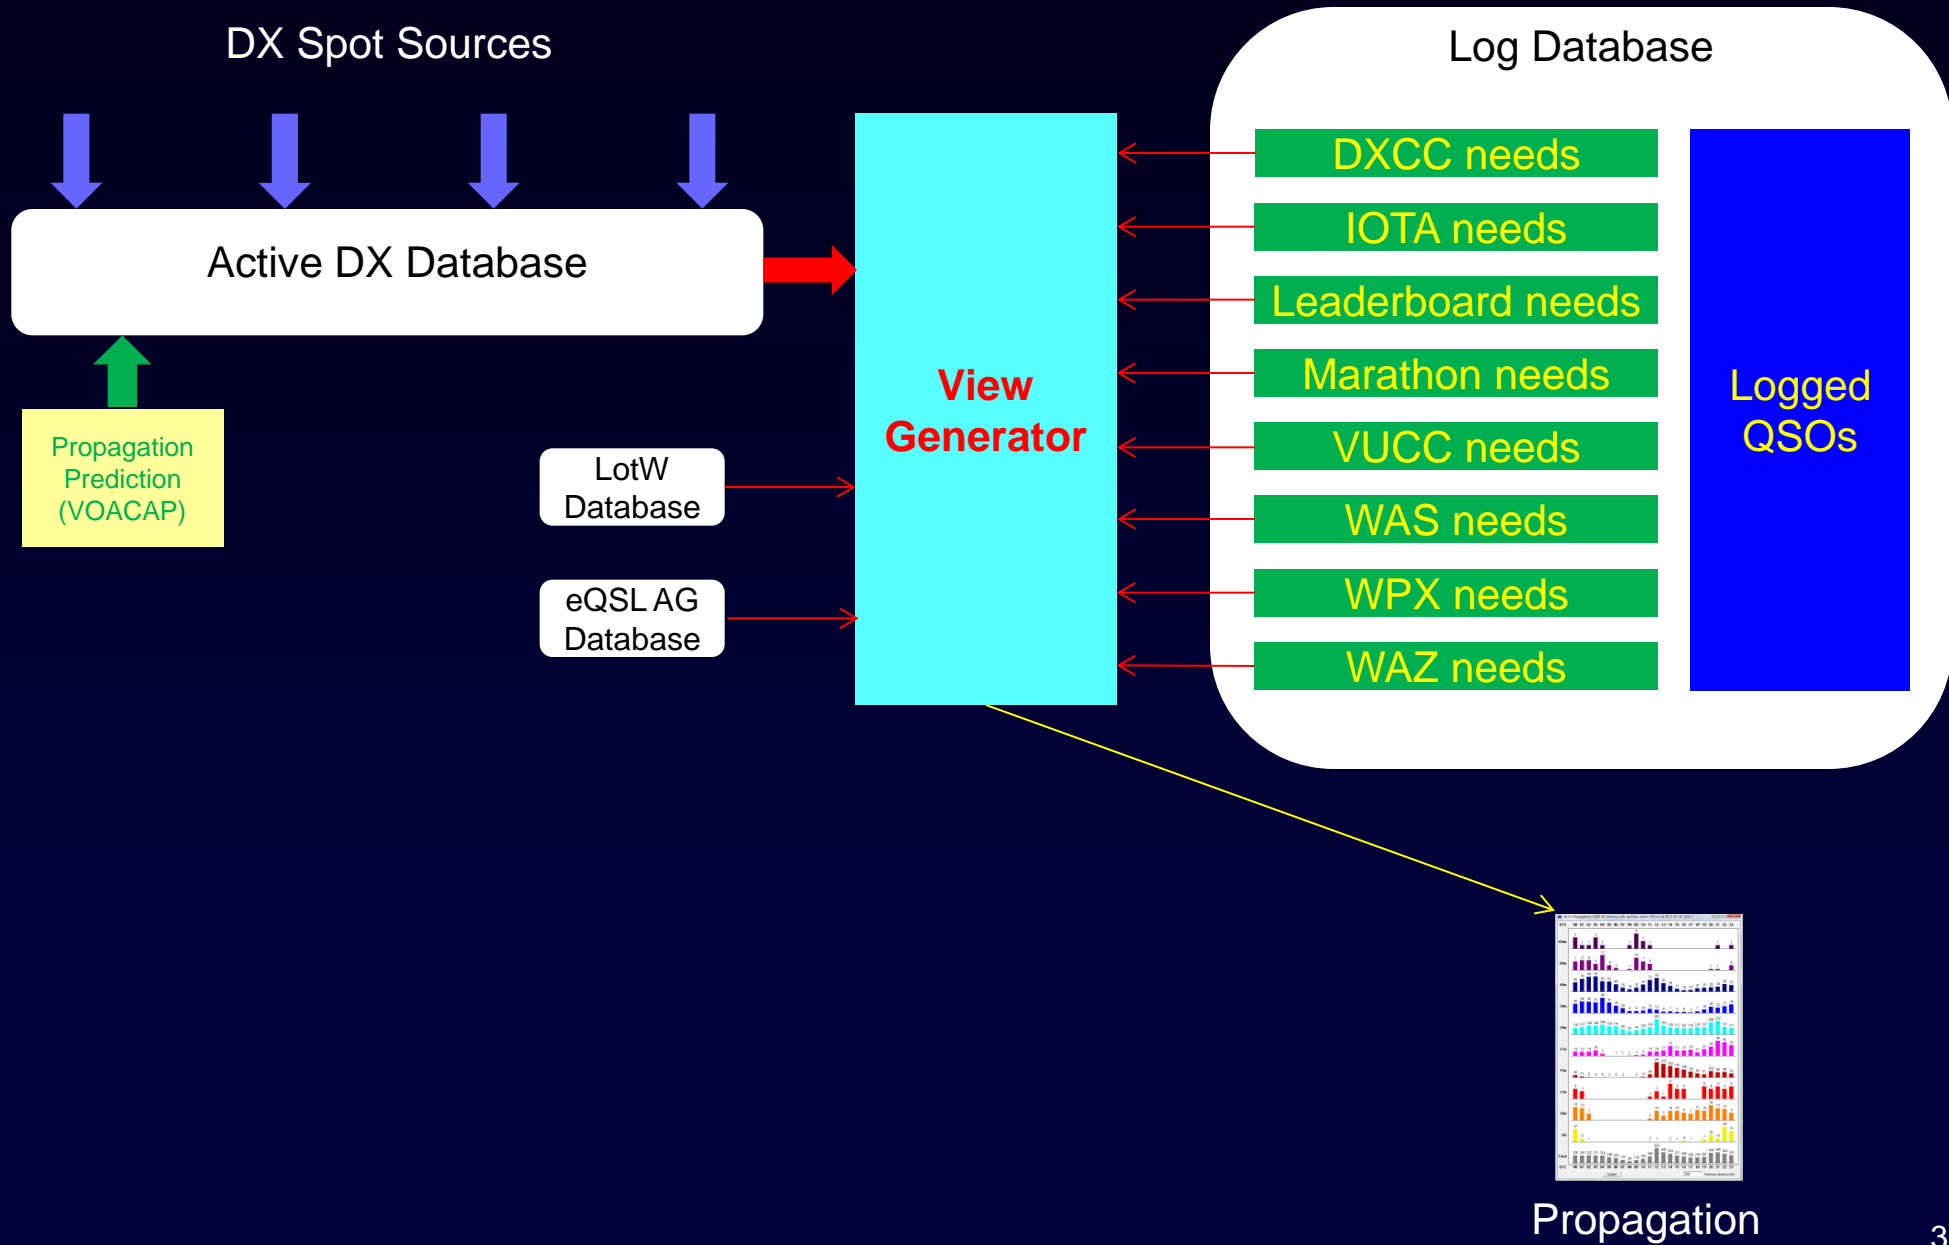 DX Spot Sources
Log Database
Active DX Database
Propagation
Prediction
(VOACAP)
LotW
Database
eQSL AG
Database
View
Generator
DXCC needs
IOTA needs
Leaderboard needs
Marathon needs
VUCC needs
WAS needs
WPX needs
WAZ needs
Logged
QSOs
Propagation
3